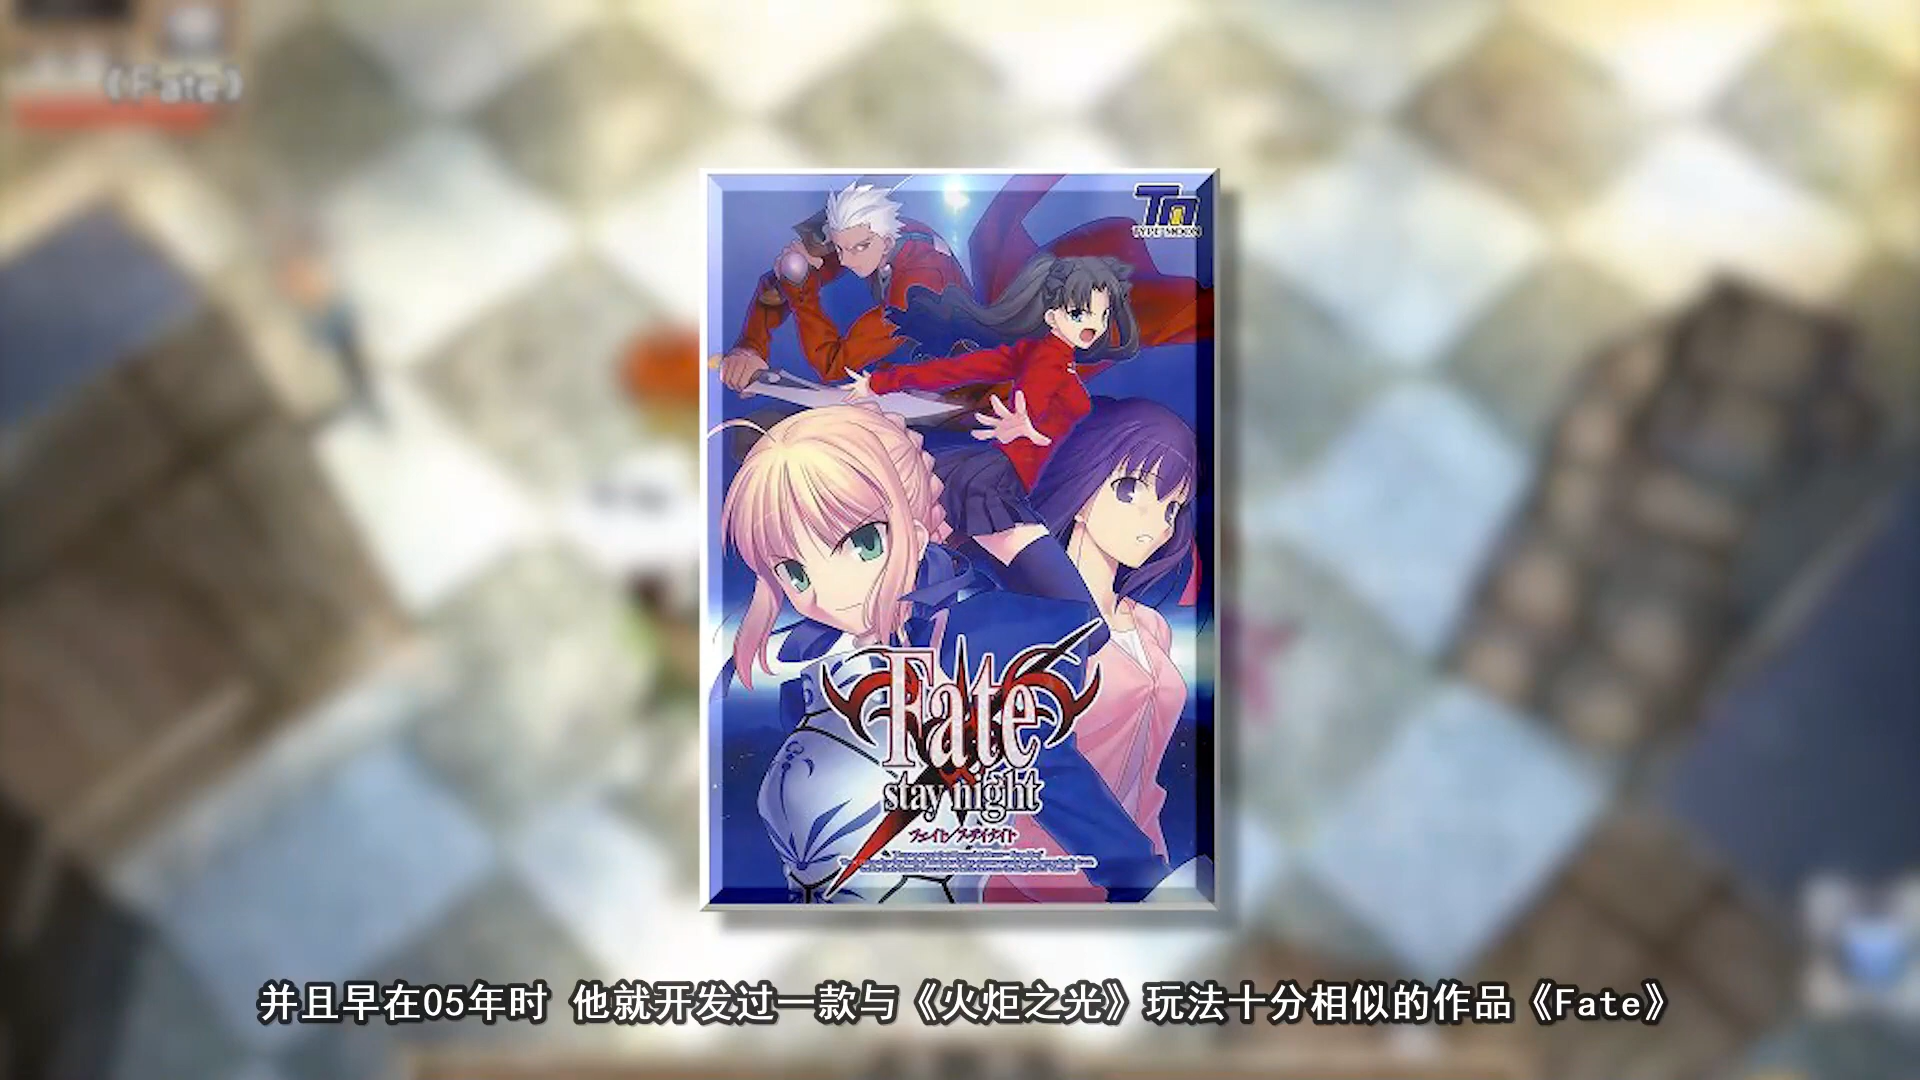 《Fate》
TYPE-MOON
Fate
stay night
フェイト/ステイナイト
并且早在05年时 他就开发过一款与《火炬之光》玩法十分相似的作品《Fate》